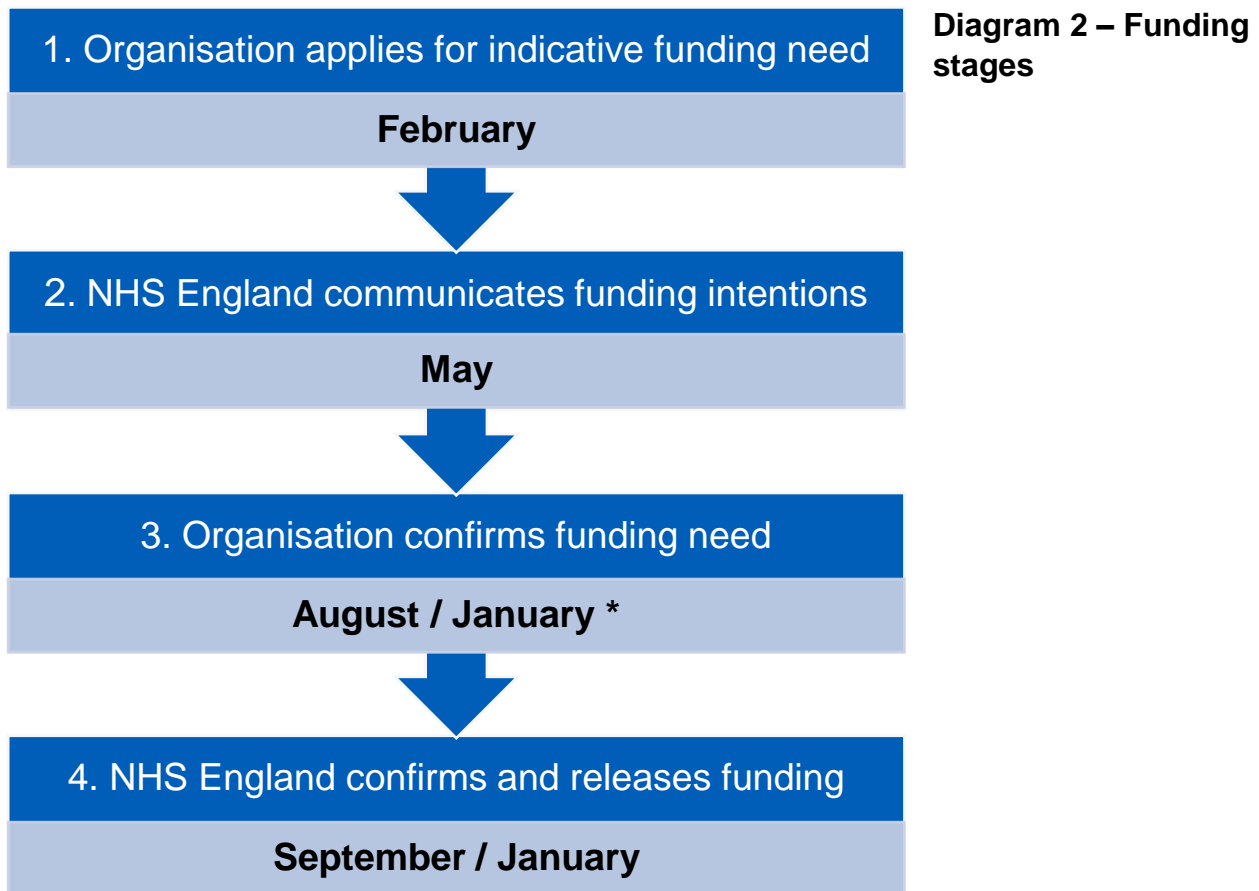 Diagram 2 – Funding
stages
1. Organisation applies for indicative funding need
February
2. NHS England communicates funding intentions
May
3. Organisation confirms funding need
August / January *
4. NHS England confirms and releases funding
September / January